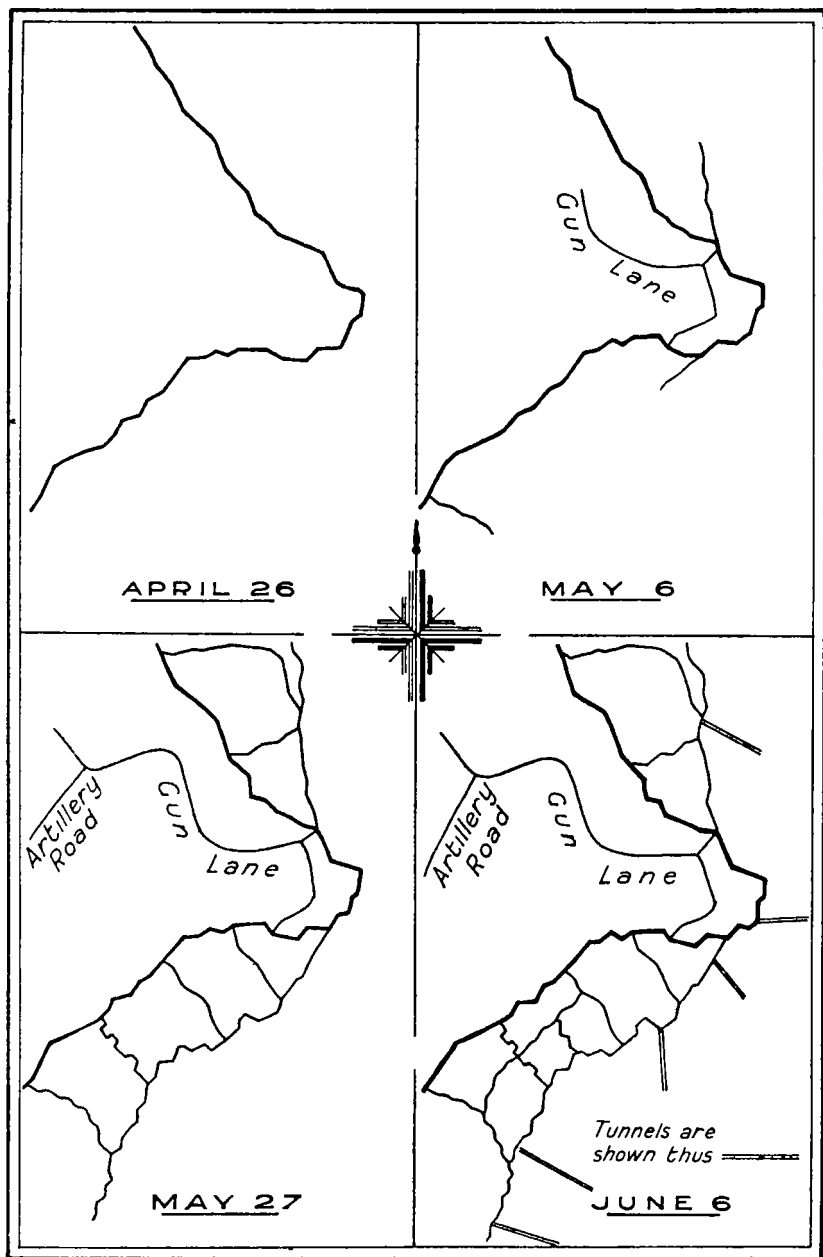 Gun
Lane
APRIL 26
MAY 6
Artillery
Road
Gun
Lane
MAY 27
Artillery
Road
Gun
Lane
Tunnels are
shown thus
JUNE 6